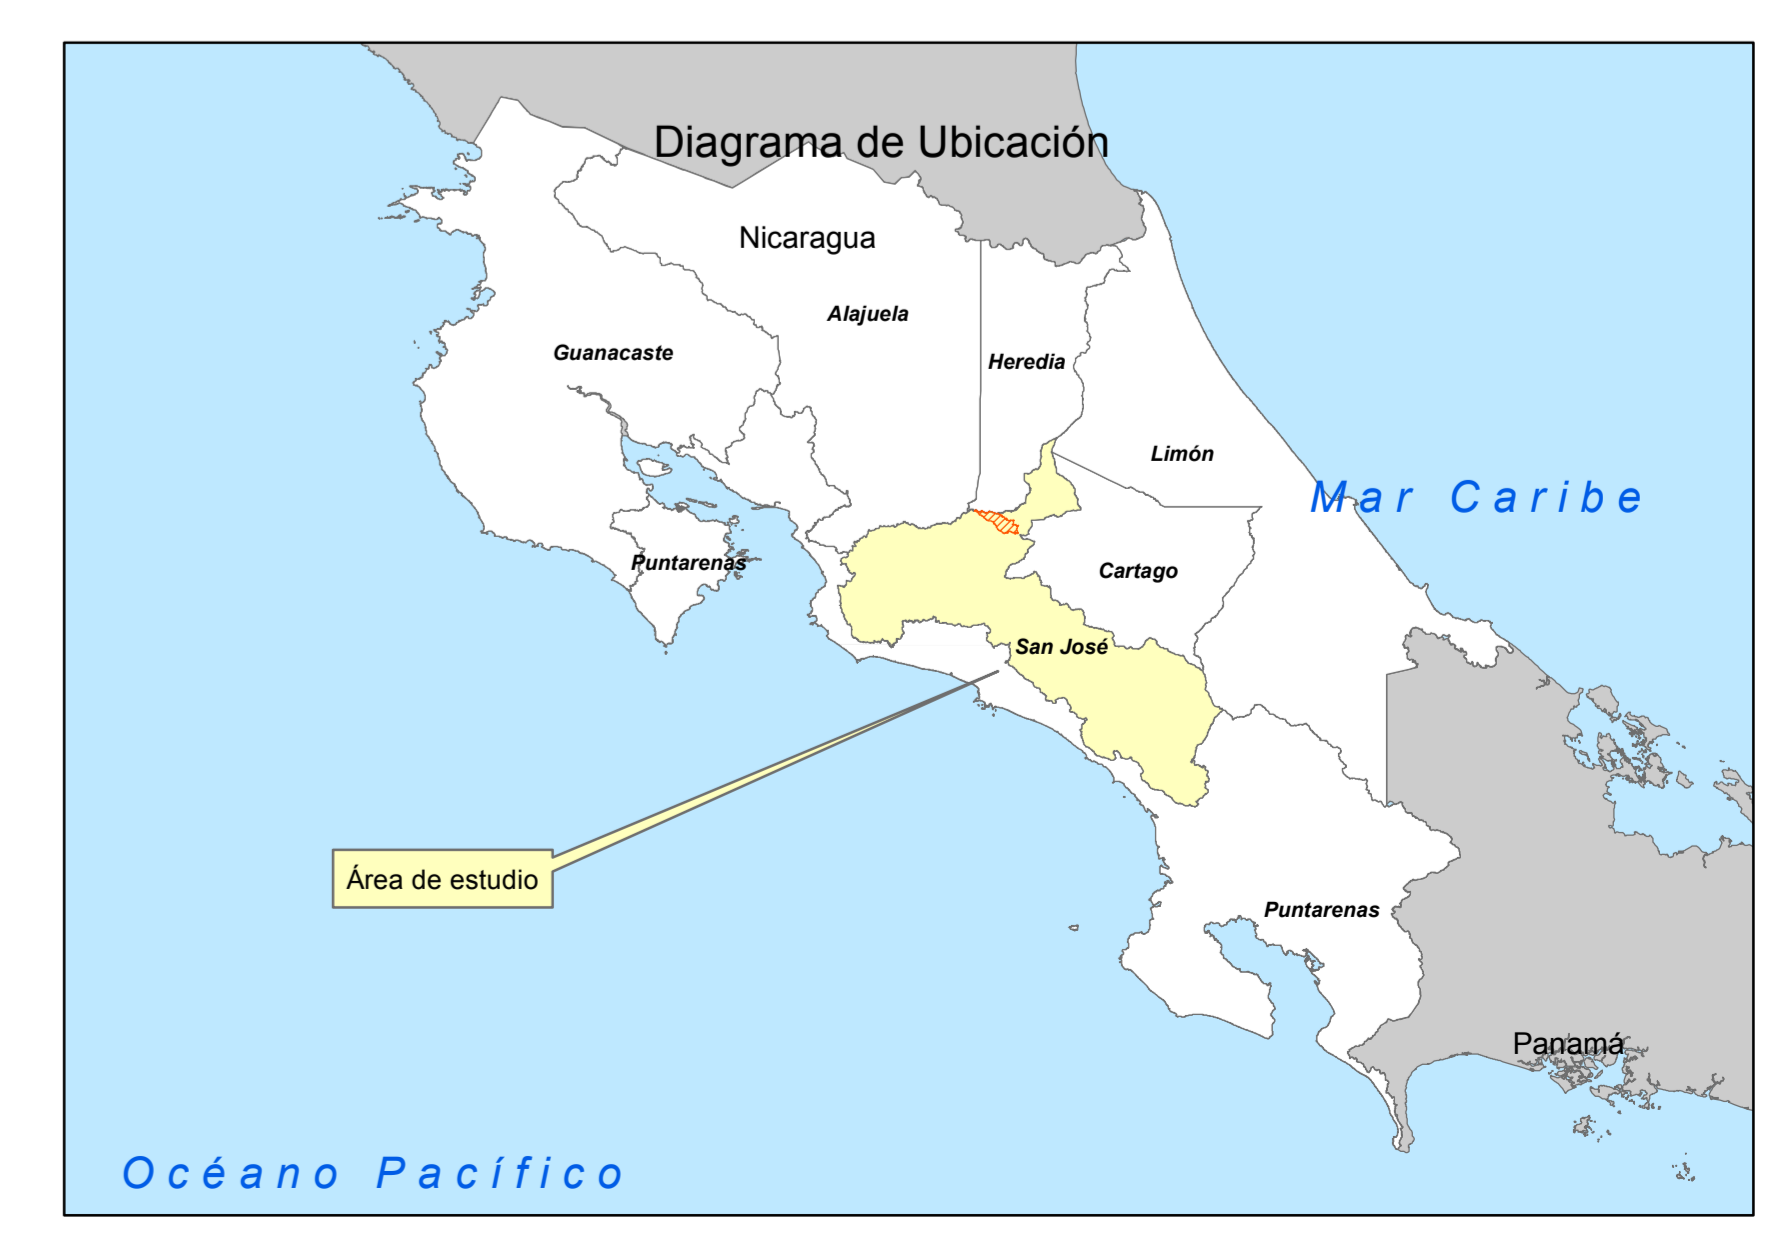 Diagrama de Ubicación
Nicaragua
Alajuela
Guanacaste
Heredia
Limón
Mar Caribe
Puntarenas
Cartago
San José
Área de estudio
Puntarenas
Panamá
Océano Pacífico